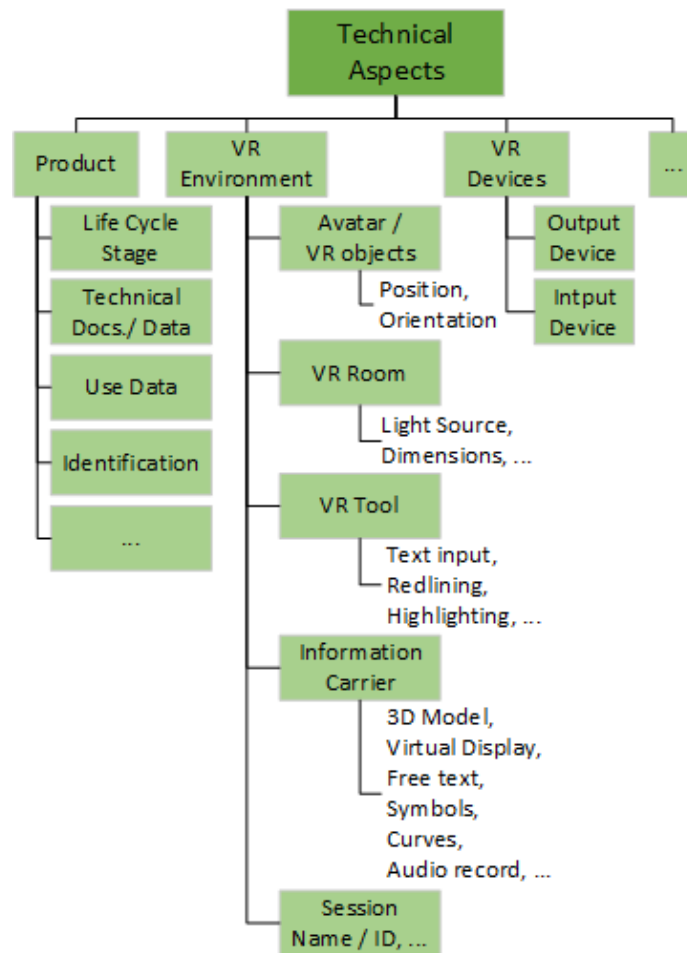 Technical
Aspects
Product
VR
Environment
VR
Devices
...
Life Cycle
Stage
Technical
Docs./ Data
Use Data
Identification
...
Avatar /
VR objects
Position,
Orientation
VR Room
Light Source,
Dimensions, ...
VR Tool
Text input,
Redlining,
Highlighting, ...
Information
Carrier
3D Model,
Virtual Display,
Free text,
Symbols,
Curves,
Audio record, ...
Session
Name / ID, ...
Output
Device
Intput
Device